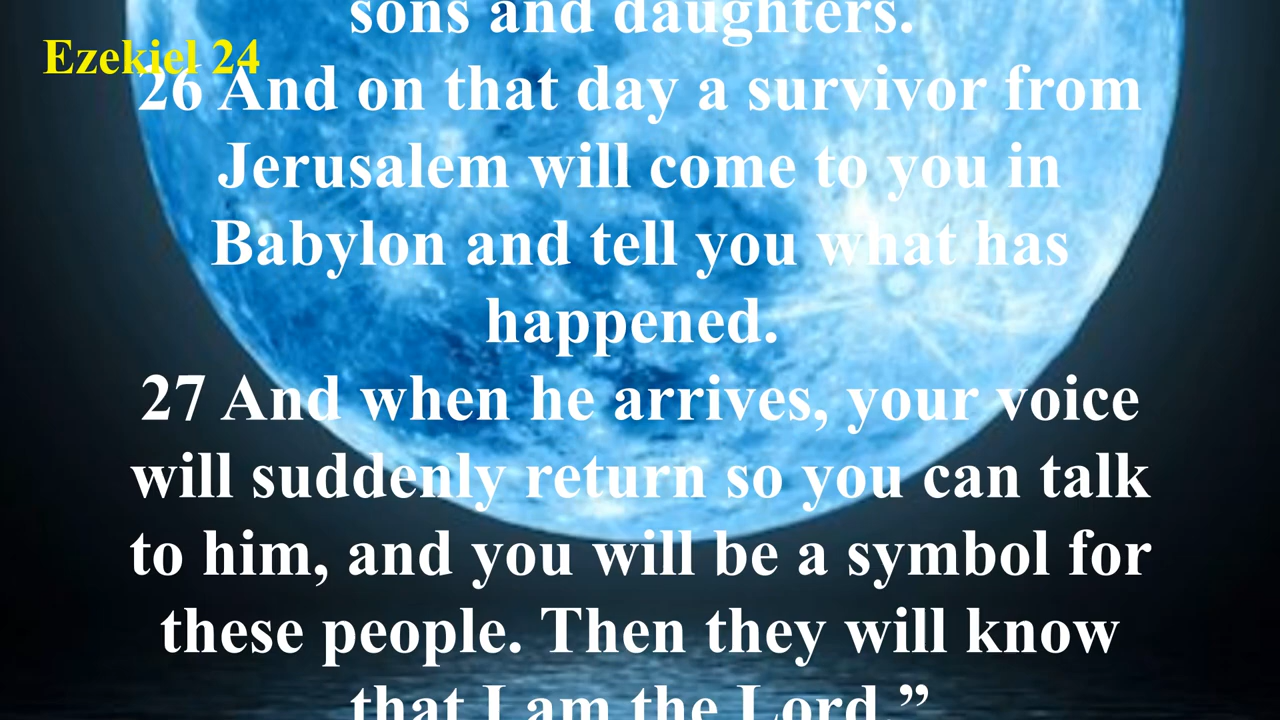 sons and daughters.
Ezekiel 24
26 And on that day a survivor from
Jerusalem will come to you in
Babylon and tell you what has
happened.
27 And when he arrives, your voice
will suddenly return so you can talk
to him, and you will be a symbol for
these people. Then they will know
that I am the Lord.”